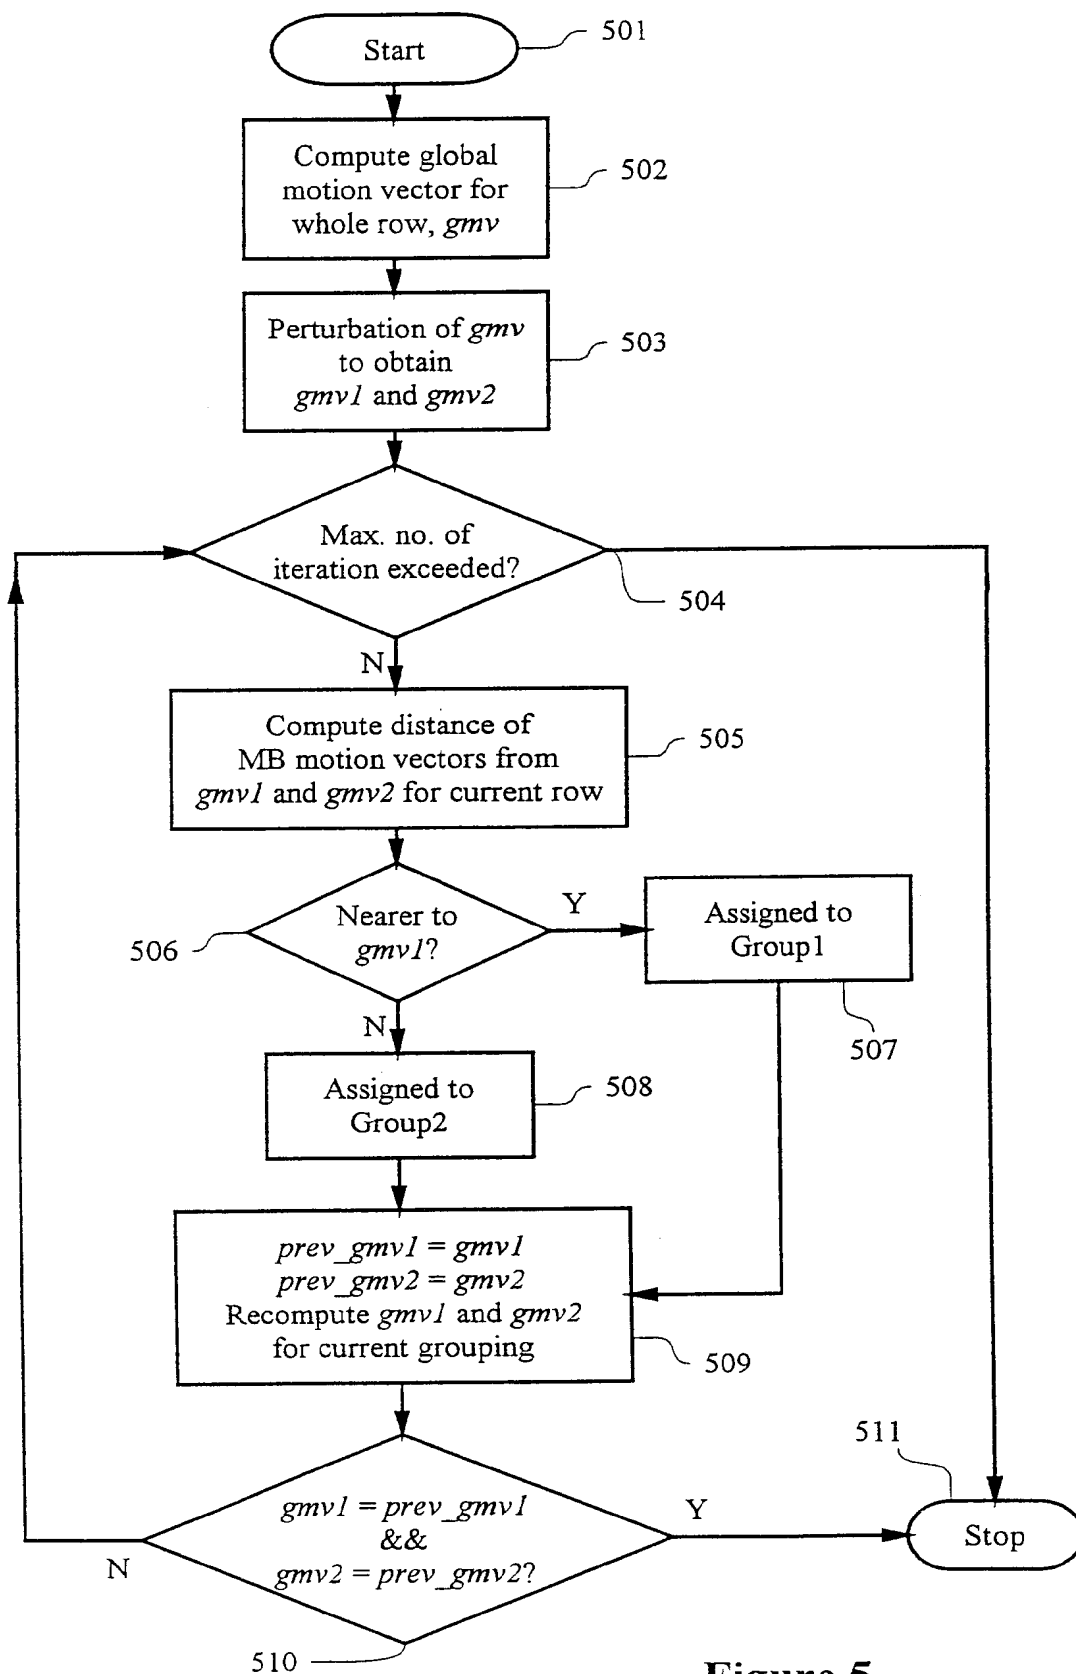 Start
501
Compute global
motion vector for
whole row, gmv
502
Perturbation of gmv
to obtain
gmv1 and gmv2
503
Max. no. of
iteration exceeded?
504
N
Compute distance of
MB motion vectors from
gmv1 and gmv2 for current row
505
Nearer to
gmv1?
506
Y
Assigned to
Group1
507
N
Assigned to
Group2
508
prev_gmv1 = gmv1
prev_gmv2 = gmv2
Recompute gmv1 and gmv2
for current grouping
509
gmv1 = prev_gmv1
&&
gmv2 = prev_gmv2?
510
N
Y
511
Stop
Figure 5